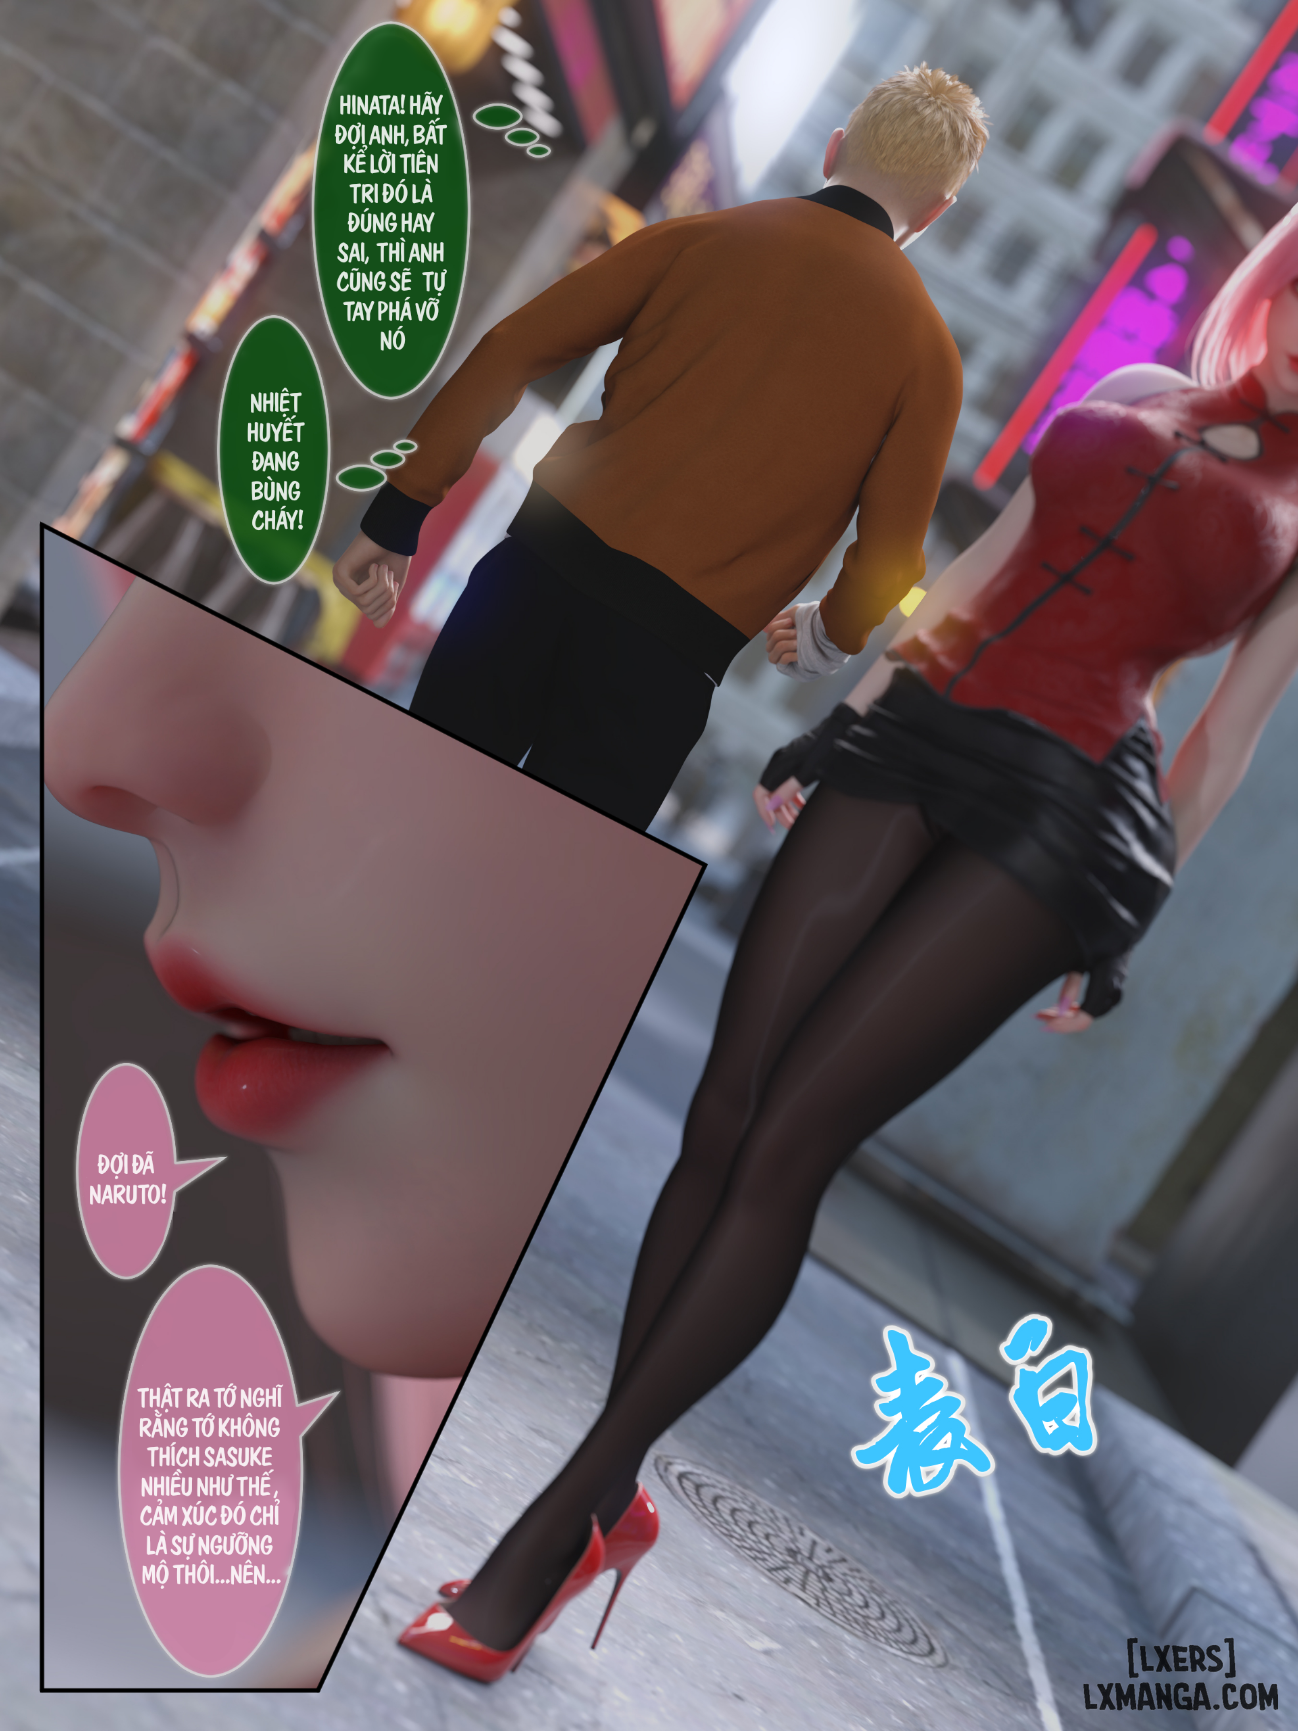 HINATA! HÃY
ĐỢI ANH, BẤT
KỂ LỜI TIÊN
TRI ĐÓ LÀ
ĐÚNG HAY
SAI, THÌ ANH
CŨNG SẼ TỰ
TAY PHÁ VỠ
NÓ
NHIỆT
HUYẾT
ĐANG
BÙNG
CHÁY!
ĐỢI ĐÃ
NARUTO!
THẬT RA TỚ NGHĨ
RẰNG TỚ KHÔNG
THÍCH SASUKE
NHIỀU NHƯ THẾ,
CẢM XÚC ĐÓ CHỈ
LÀ SỰ NGƯỠNG
MỘ THÔI...NÊN...
表白
[LXERS]
LXMANGA.COM